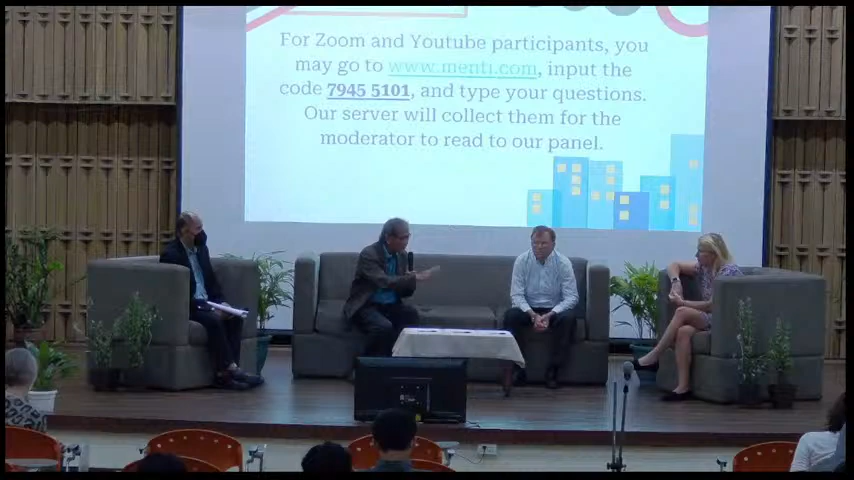 For Zoom and Youtube participants, you
may go to www.menti.com, input the
code 7945 5101, and type your questions.
Our server will collect them for the
moderator to read to our panel.